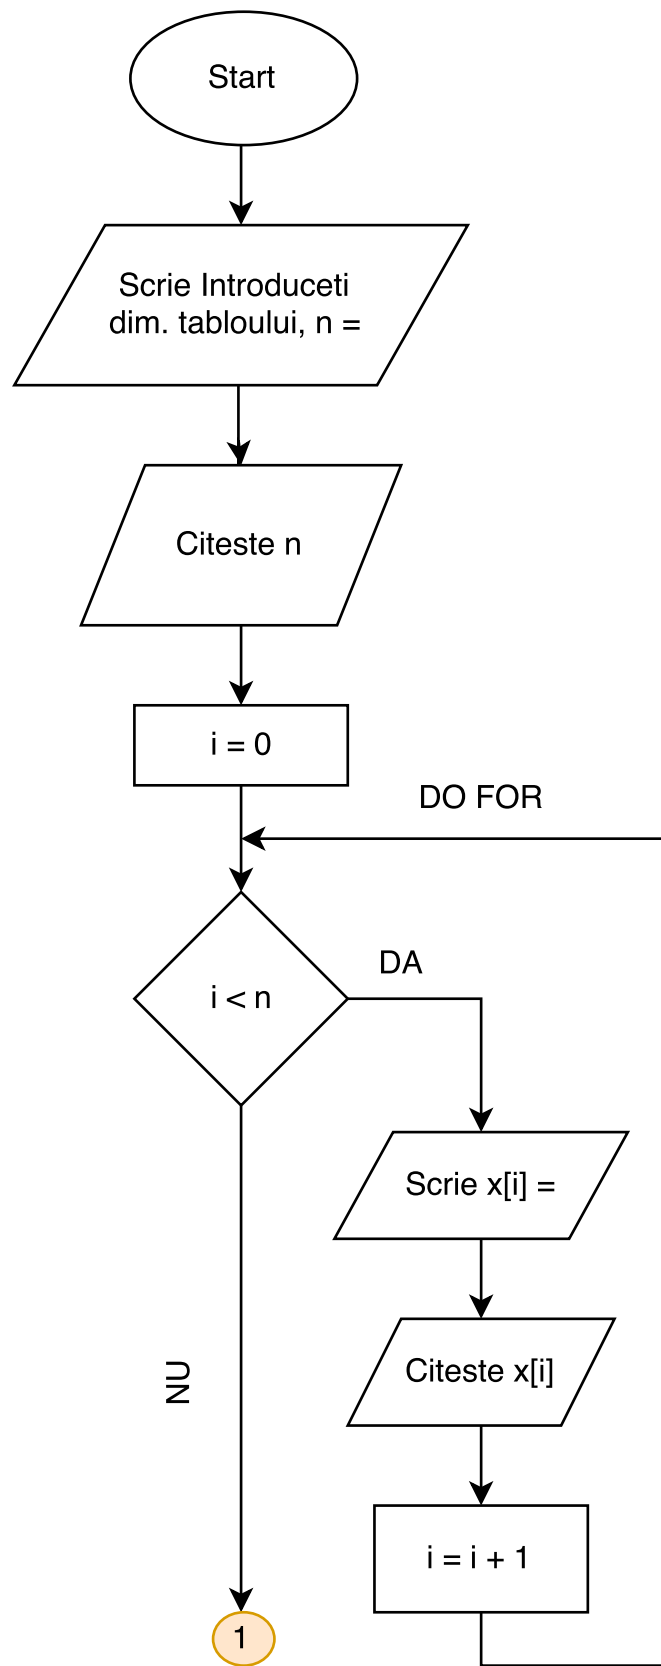 Start
Scrie Introduceti
dim. tabloului, n =
Citeste n
i = 0
DO FOR
i < n
DA
Scrie x[i] =
Citeste x[i]
NU
i = i + 1
1